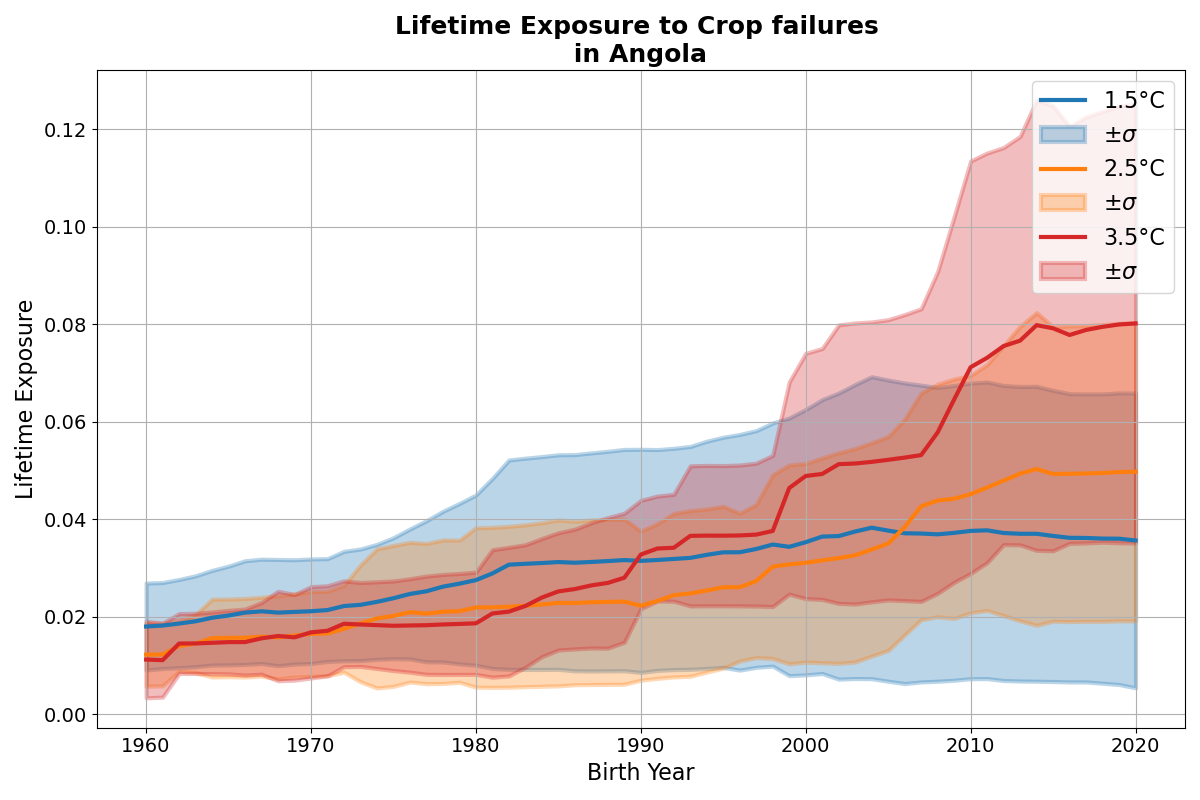 Lifetime Exposure to Crop failures
in Angola
Lifetime Exposure
0.12
0.10
0.08
0.06
0.04
0.02
0.00
1960 1970 1980 1990 2000 2010 2020
Birth Year
1.5°C
±σ
2.5°C
±σ
3.5°C
±σ